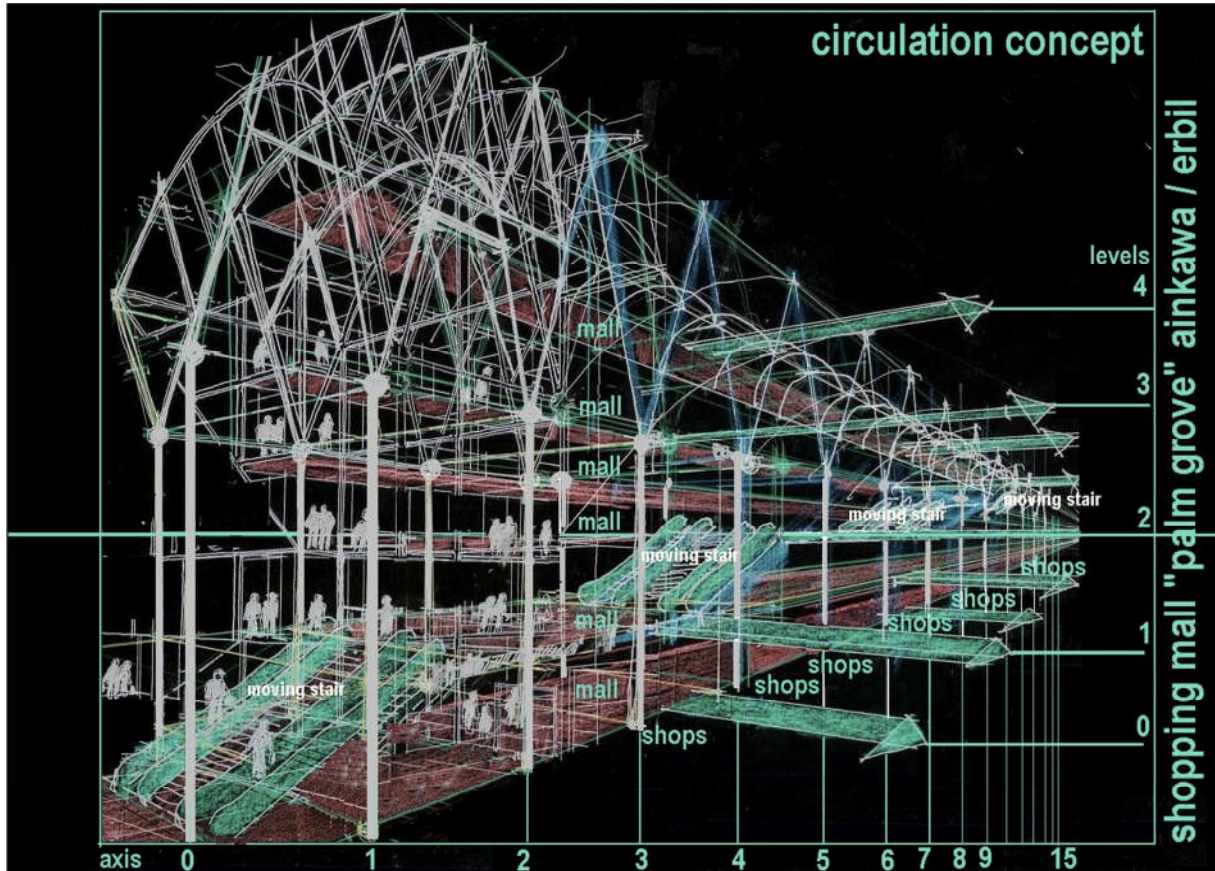 circulation concept
shopping mall "palm grove" ainkawa / erbil
levels
4
mall
3
mall
mall
moving stair
moving stair
2
mall
moving stair
shops
shops
mall
shops
1
shops
moving stair
mall
shops
0
shops
axis 0 1 2 3 4 5 6 7 8 9 15